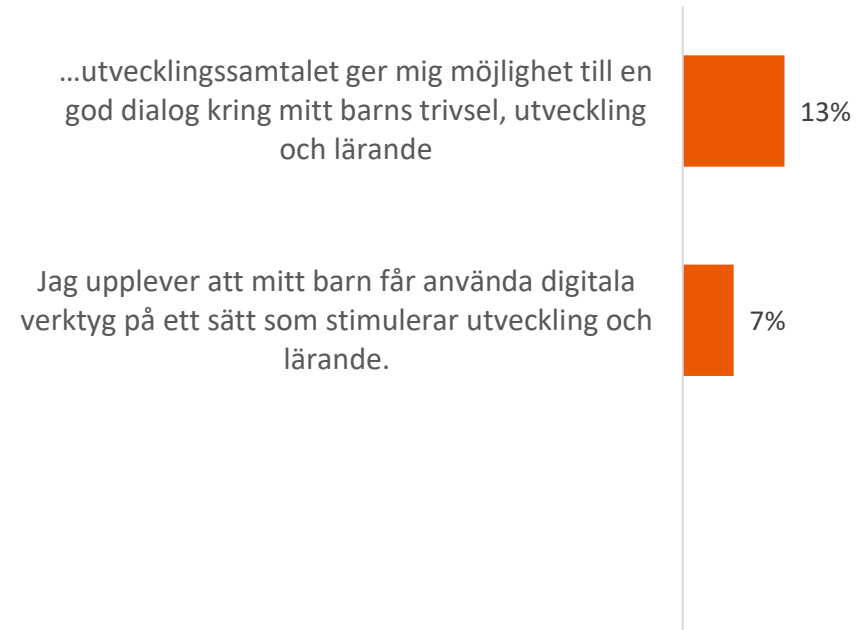 …utvecklingssamtalet ger mig möjlighet till en
god dialog kring mitt barns trivsel, utveckling
och lärande
13%
Jag upplever att mitt barn får använda digitala
verktyg på ett sätt som stimulerar utveckling och
lärande.
7%